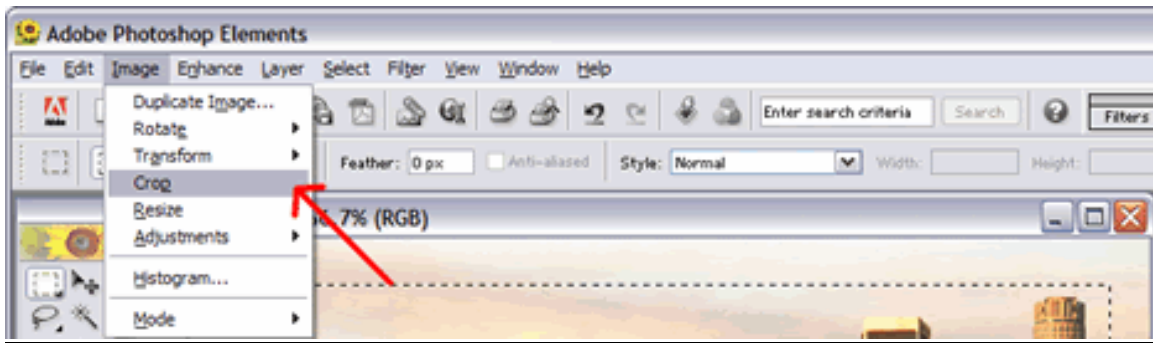 Adobe Photoshop Elements
File Edit Image Enhance Layer Select Filter View Window Help
Duplicate Image...
Enter search criteria Search Filters
Rotate
Transform
Feather: 0 px Anti-aliased Style: Normal Width: Height:
Crop
Resize
7% (RGB)
Adjustments
Histogram...
Mode